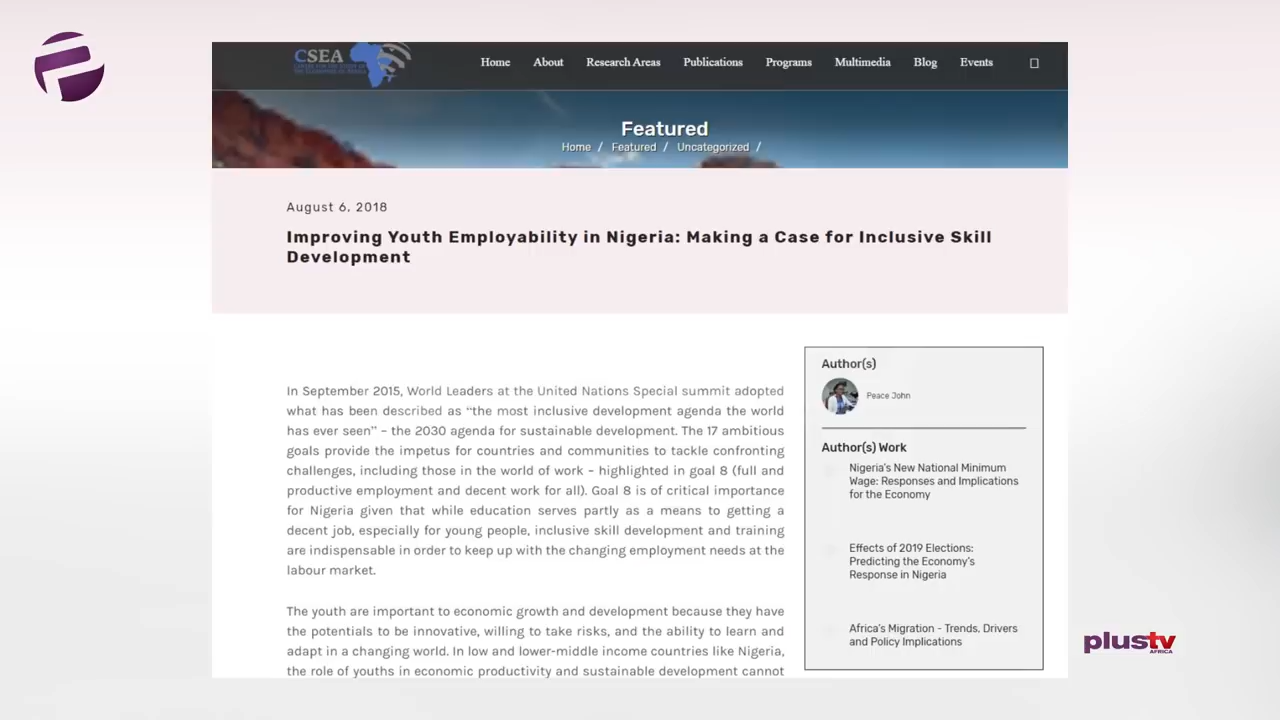 CSEA
Home About Research Areas Publications Programs Multimedia Blog Events
Featured
Home / Featured / Uncategorized /
August 6, 2018
Improving Youth Employability in Nigeria: Making a Case for Inclusive Skill
Development
In September 2015, World Leaders at the United Nations Special summit adopted
what has been described as “the most inclusive development agenda the world
has ever seen” – the 2030 agenda for sustainable development. The 17 ambitious
goals provide the impetus for countries and communities to tackle confronting
challenges, including those in the world of work – highlighted in goal 8 (full and
productive employment and decent work for all). Goal 8 is of critical importance
for Nigeria given that while education serves partly as a means to getting a
decent job, especially for young people, inclusive skill development and training
are indispensable in order to keep up with the changing employment needs at the
labour market.
The youth are important to economic growth and development because they have
the potentials to be innovative, willing to take risks, and the ability to learn and
adapt in a changing world. In low and lower-middle income countries like Nigeria,
the role of youths in economic productivity and sustainable development cannot
Author(s)
Peace John
Author(s) Work
Nigeria's New National Minimum
Wage: Responses and Implications
for the Economy
Effects of 2019 Elections:
Predicting the Economy's
Response in Nigeria
Africa's Migration - Trends, Drivers
and Policy Implications
plustv
AFRICA